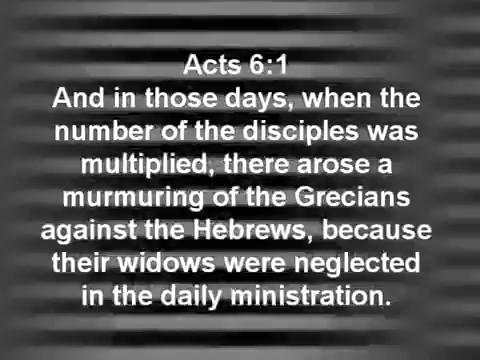 Acts 6:1
And in those days, when the
number of the disciples was
multiplied, there arose a
murmuring of the Grecians
against the Hebrews, because
their widows were neglected
in the daily ministration.